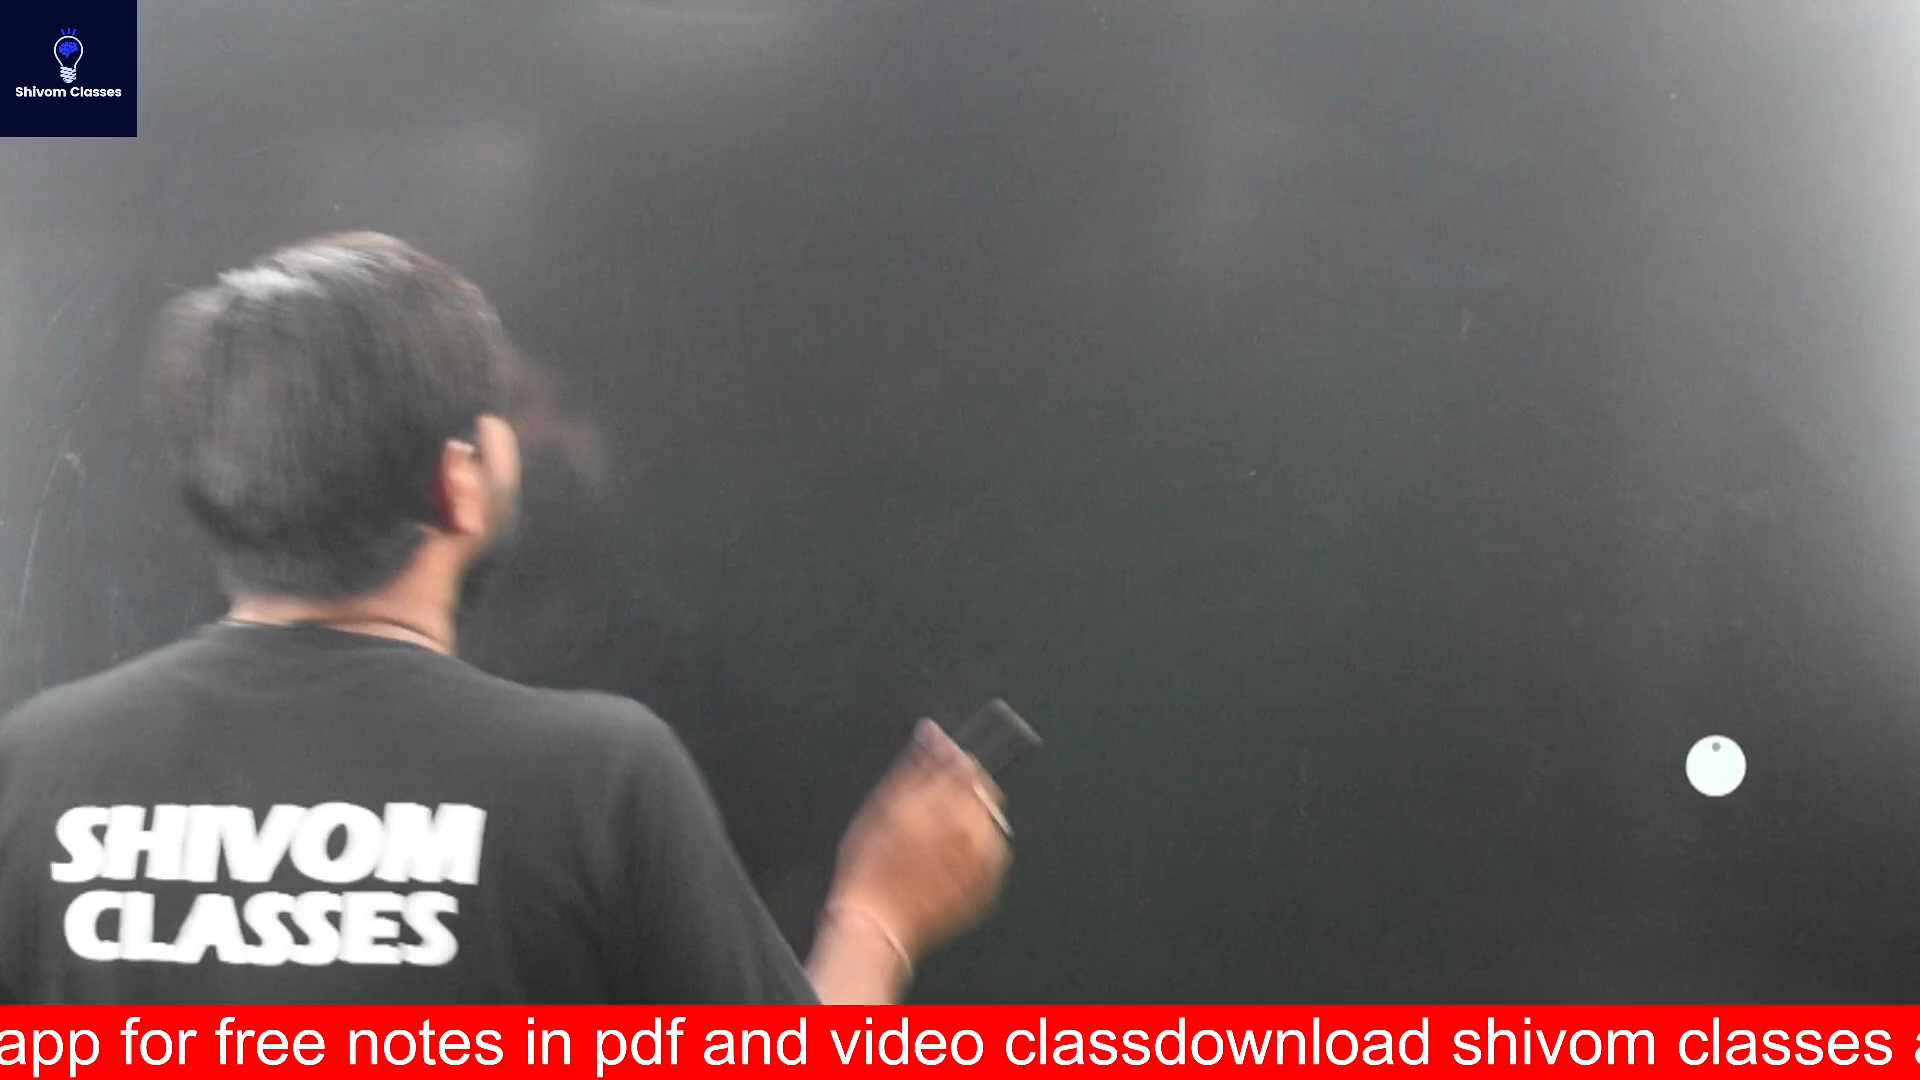 Shivom Classes
SHIVOM
CLASSES
app for free notes in pdf and video classdownload shivom classes a